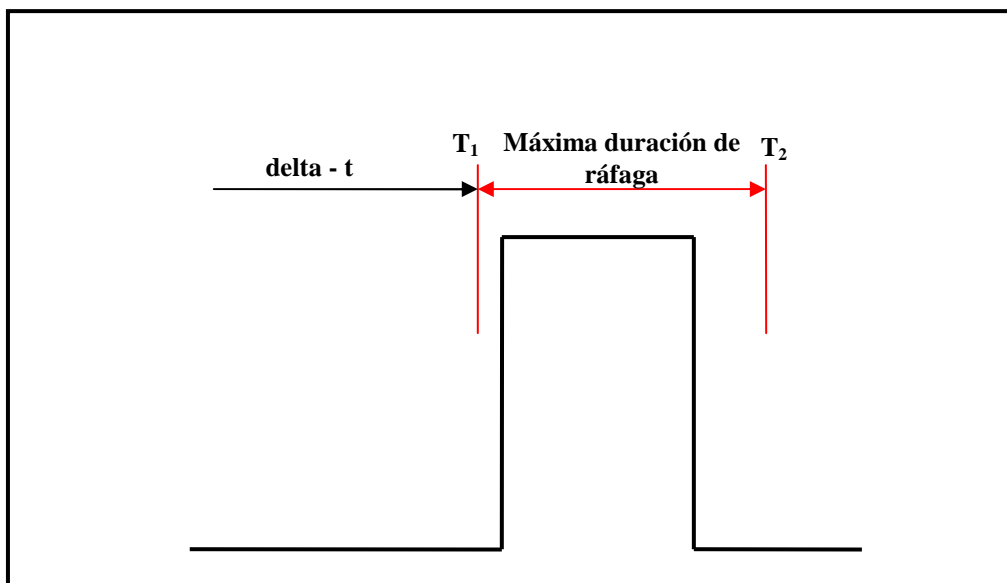 T₁
Máxima duración de
ráfaga
T₂
delta - t